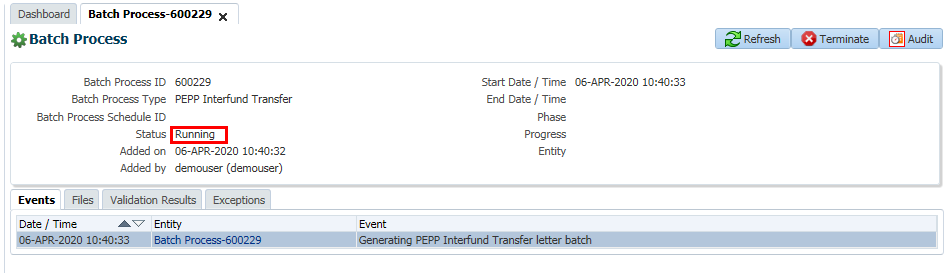 Dashboard Batch Process-600229
Batch Process Refresh Terminate Audit
Batch Process ID 600229 Start Date / Time 06-APR-2020 10:40:33
Batch Process Type PEPP Interfund Transfer End Date / Time
Batch Process Schedule ID Phase
Status Running Progress
Added on 06-APR-2020 10:40:32 Entity
Added by demouser (demouser)
Events Files Validation Results Exceptions
Date / Time Entity Event
06-APR-2020 10:40:33 Batch Process-600229 Generating PEPP Interfund Transfer letter batch